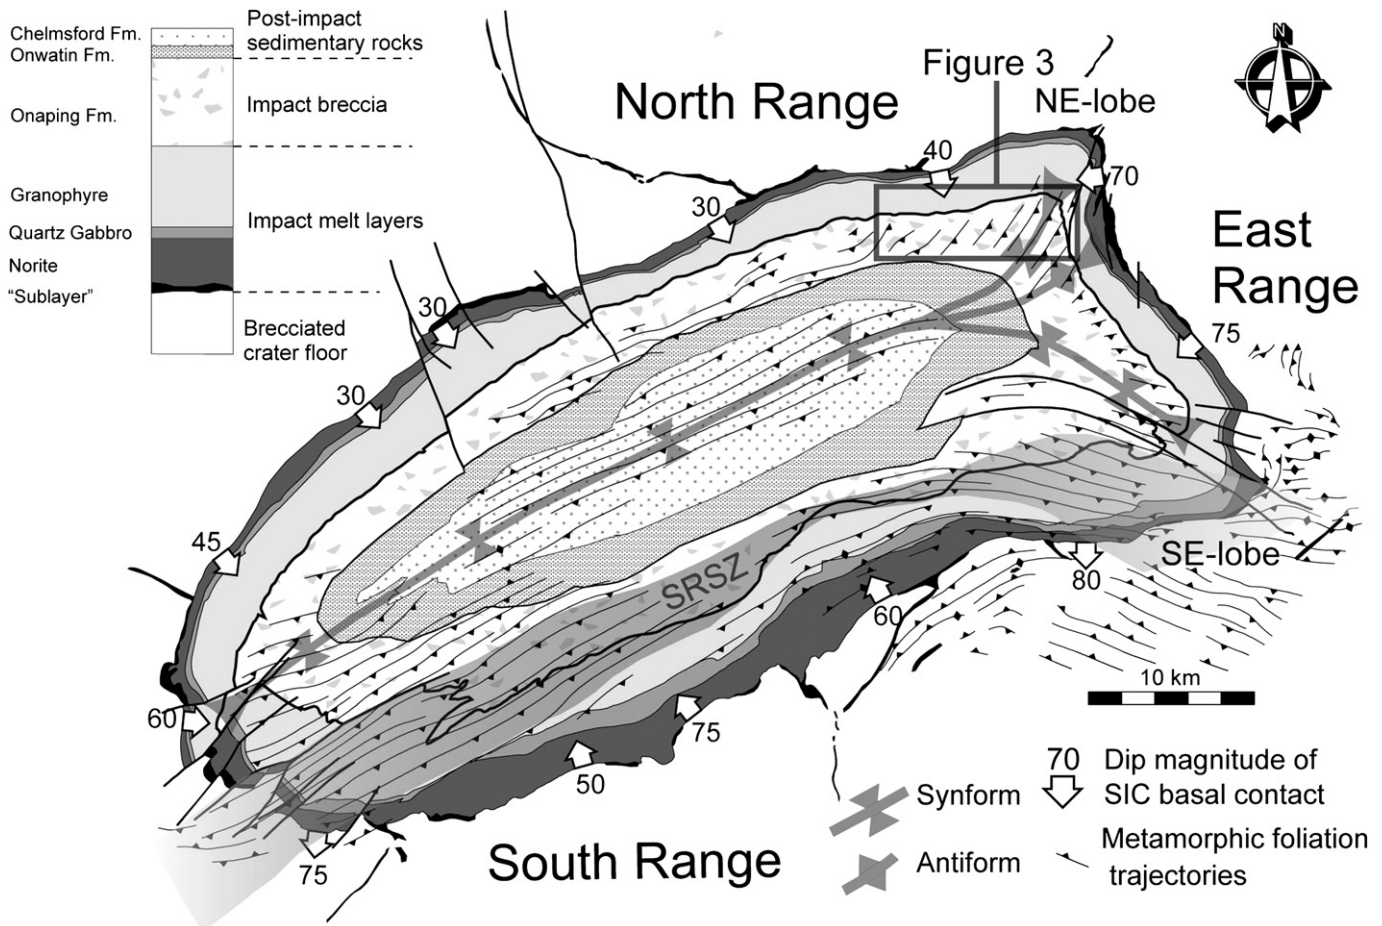 Chelmsford Fm.
Onwatin Fm.
Onaping Fm.
Granophyre
Quartz Gabbro
Norite
“Sublayer”
Post-impact
sedimentary rocks
Impact breccia
Impact melt layers
Brecciated
crater floor
North Range
Figure 3
NE-lobe
N
40
70
30
East
Range
30
75
30
45
SRSZ
SE-lobe
80
60
60
75
50
75
South Range
10 km
Synform
Antiform
70
Dip magnitude of
SIC basal contact
Metamorphic foliation
trajectories